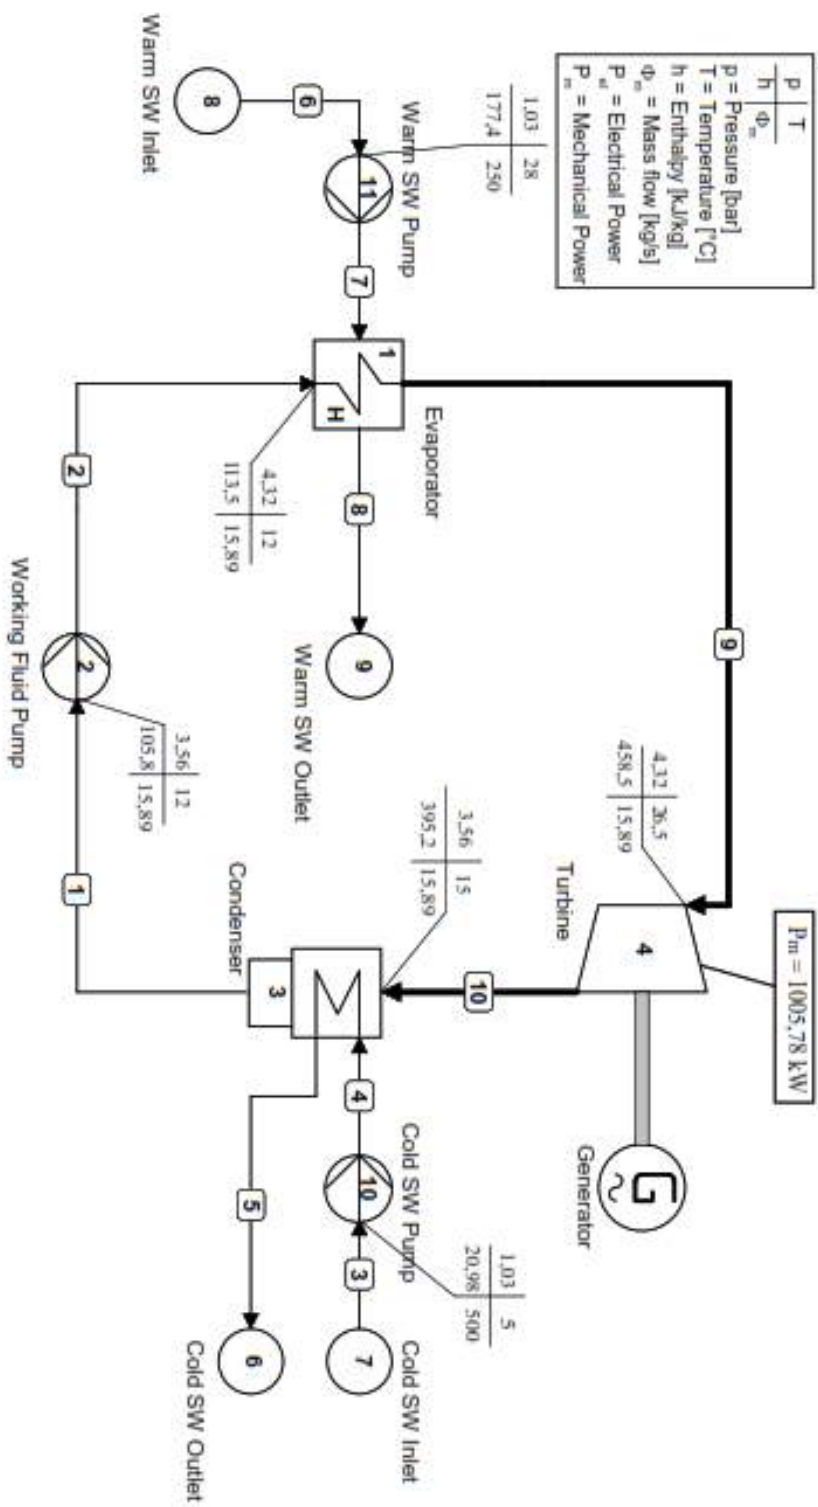 p T
h Φm
p = Pressure [bar]
T = Temperature [°C]
h = Enthalpy [kJ/kg]
Φm = Mass flow [kg/s]
Pel = Electrical Power
Pm = Mechanical Power
Pm = 1005,78 kW
9
4,32 26,5
458,5 15,89
Turbine
4
G
Generator
1,03 28
177,4 250
Warm SW Pump
Evaporator
3,56 15
395,2 15,89
10
1,03 5
20,98 500
Warm SW Inlet
8
6
11
7
1
H
8
9
Warm SW Outlet
4,32 12
113,5 15,89
Condenser
3
4
Cold SW Pump
10
3
7
Cold SW Inlet
5
6
Cold SW Outlet
2
2
3,56 12
105,8 15,89
1
Working Fluid Pump